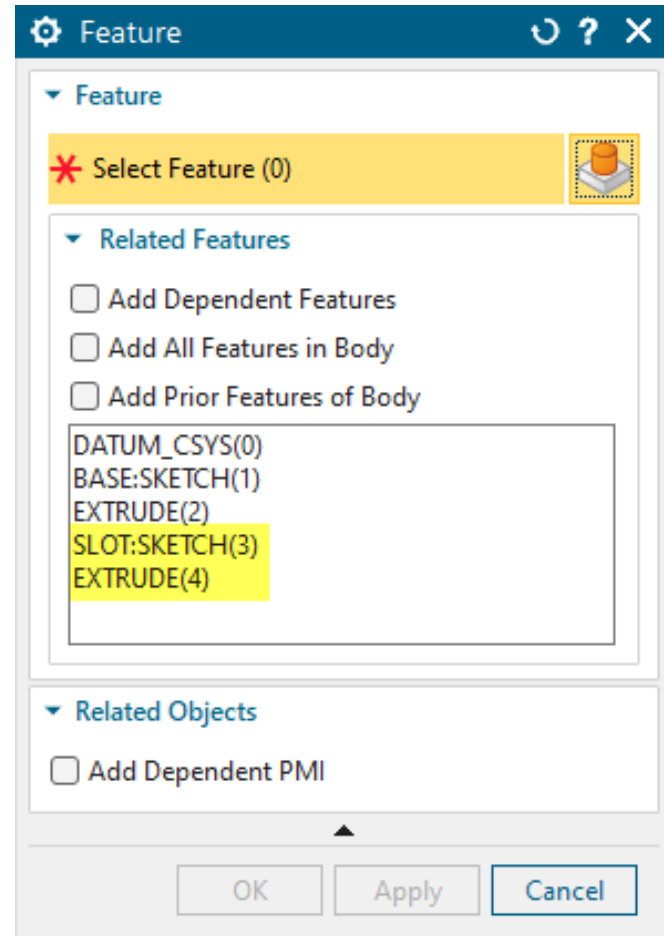 Feature
?
Feature
Select Feature (0)
Related Features
Add Dependent Features
Add All Features in Body
Add Prior Features of Body
DATUM_CSYS(0)
BASE:SKETCH(1)
EXTRUDE(2)
SLOT:SKETCH(3)
EXTRUDE(4)
Related Objects
Add Dependent PMI
OK Apply Cancel